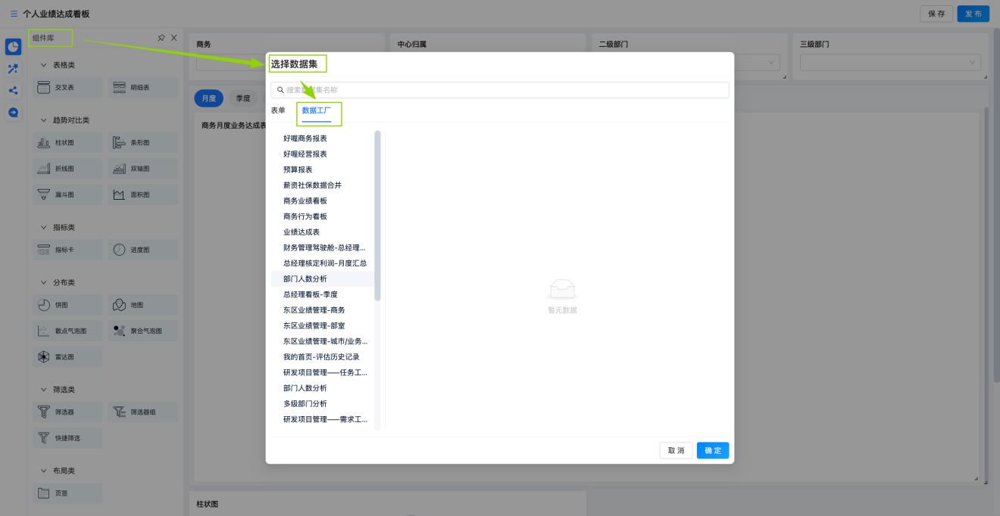 个人业绩达成看板
保 存
发 布
组件库
表格类
交叉表
明细表
趋势对比类
柱状图
条形图
折线图
双轴图
漏斗图
面积图
指标类
指标卡
进度图
分布类
饼图
地图
散点气泡图
聚合气泡图
雷达图
筛选类
筛选器
筛选器组
快捷筛选
布局类
页签
商务
中心归属
二级部门
三级部门
月度
季度
商务月度业务达成表
柱状图
选择数据集
搜索数据集名称
表单
数据工厂
好喔商务报表
好喔经营报表
预算报表
薪资社保数据合并
商务业绩看板
商务行为看板
业绩达成表
财务管理驾驶舱-总经理...
总经理核定利润-月度汇总
部门人数分析
总经理看板-季度
东区业绩管理-商务
东区业绩管理-部室
东区业绩管理-城市/业务...
我的首页-评估历史记录
研发项目管理——任务工...
部门人数分析
多级部门分析
研发项目管理——需求工...
暂无数据
取 消
确 定